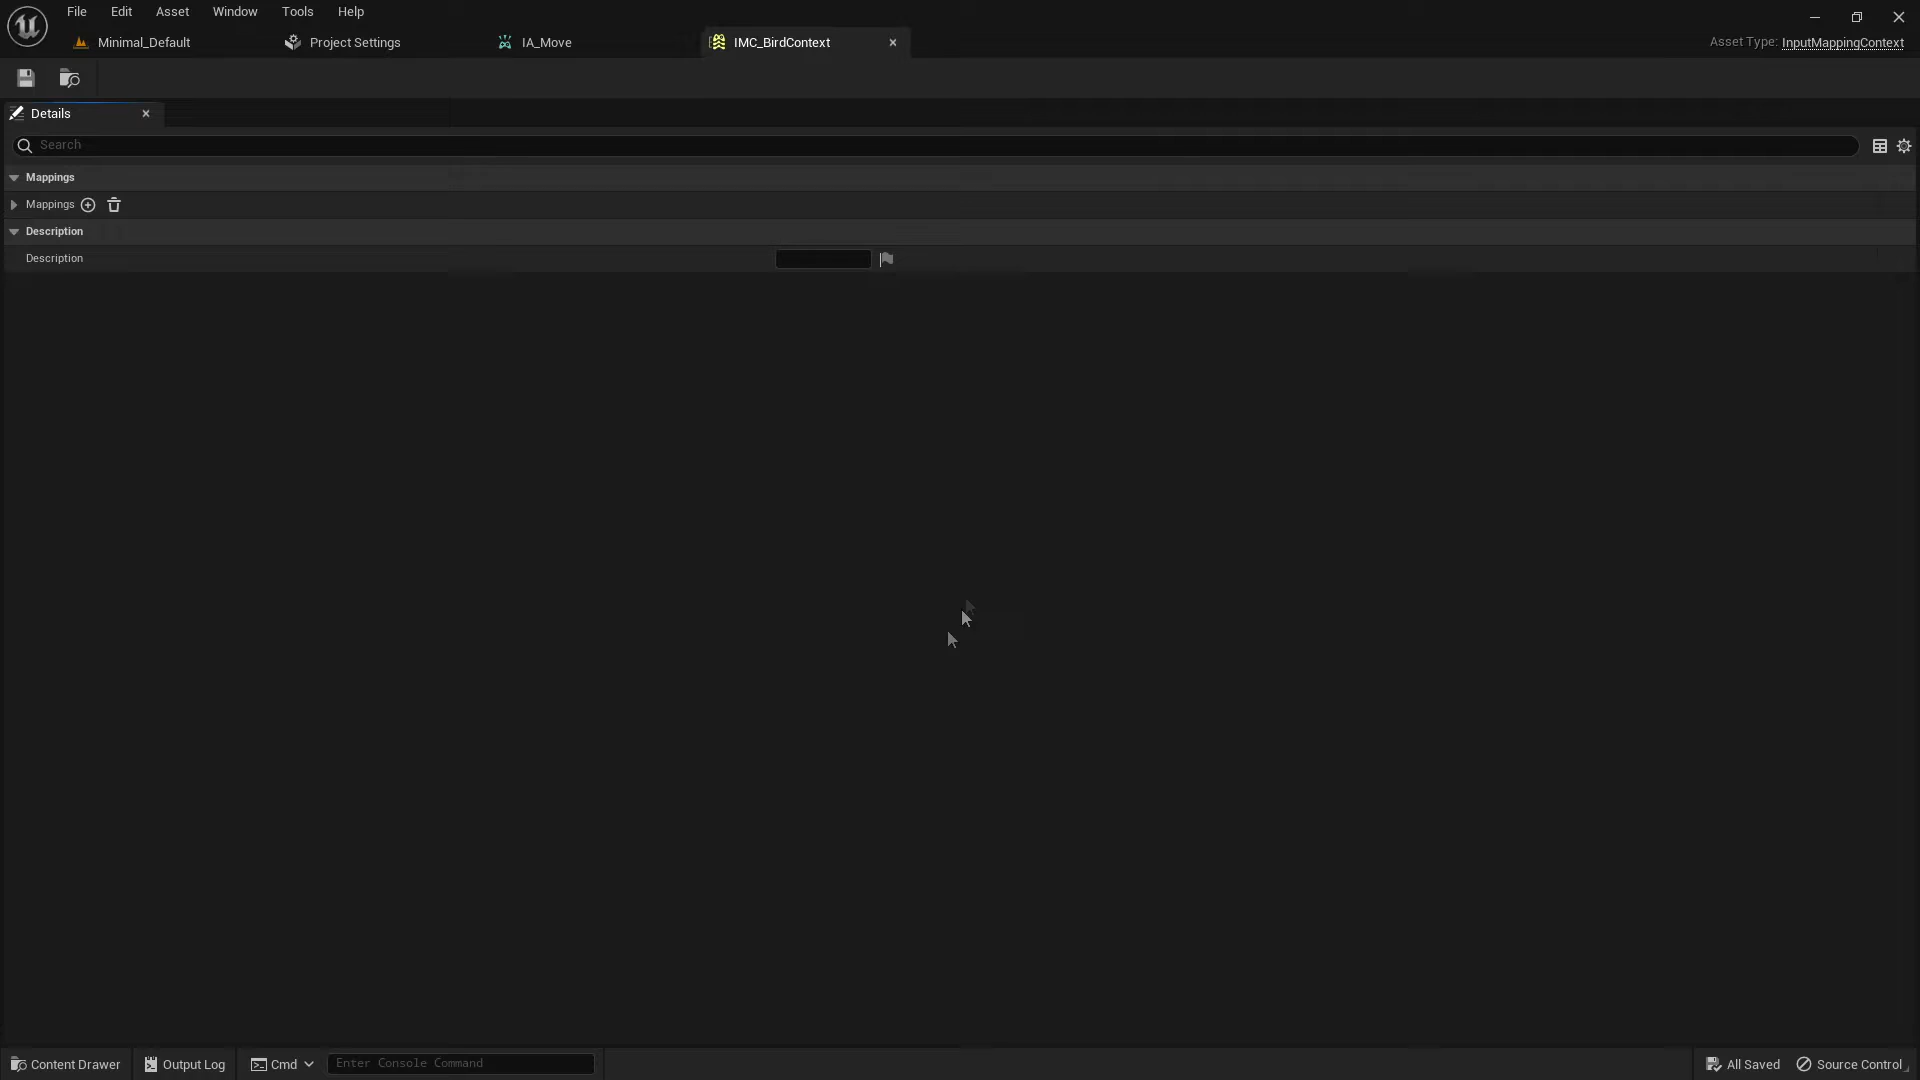 File Edit Asset Window Tools Help
Minimal_Default Project Settings IA_Move IMC_BirdContext Asset Type: InputMappingContext
Details
Search
Mappings
Mappings
Description
Description
Content Drawer Output Log Cmd Enter Console Command All Saved Source Control